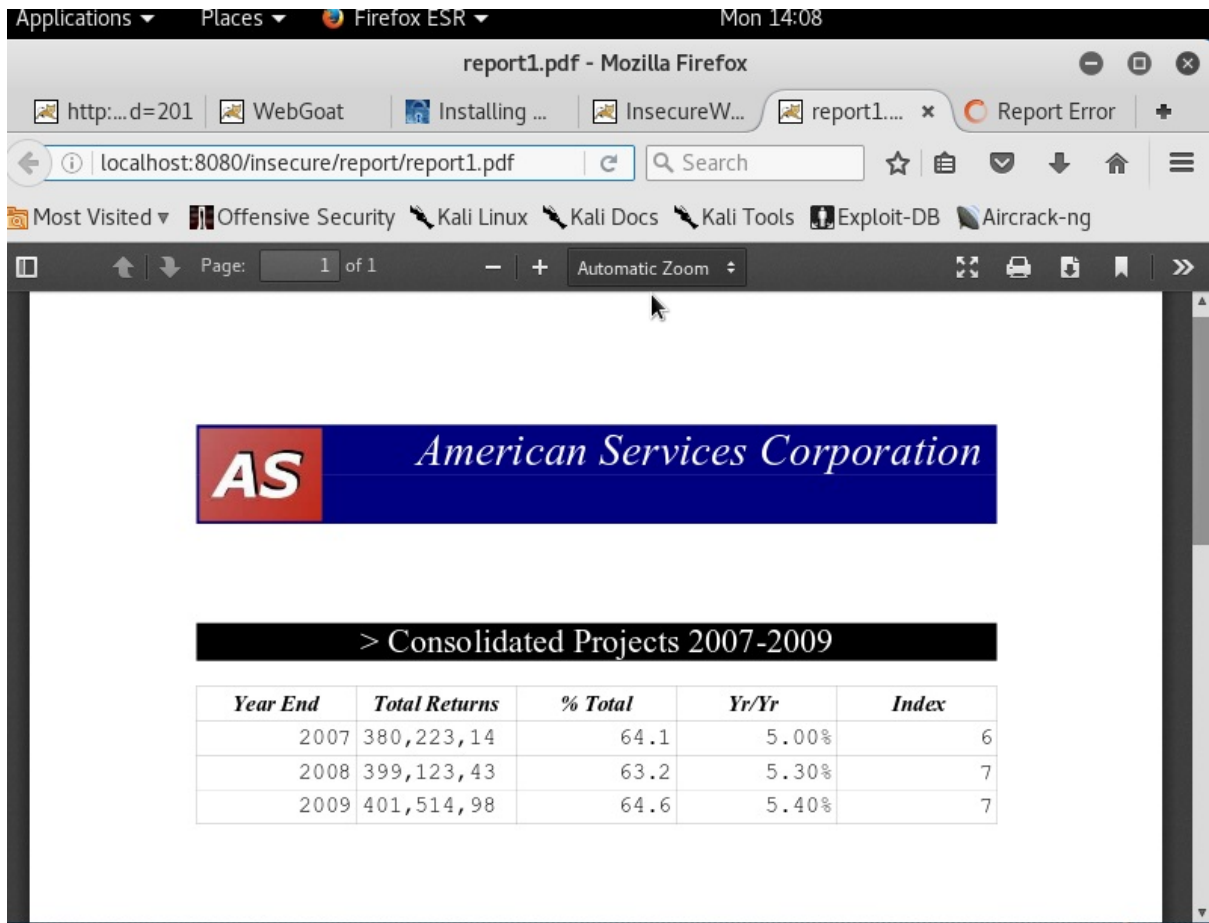 Applications Places Firefox ESR Mon 14:08
report1.pdf - Mozilla Firefox
http:...d=201 WebGoat Installing ... InsecureW... report1.... Report Error
localhost:8080/insecure/report/report1.pdf Search
Most Visited Offensive Security Kali Linux Kali Docs Kali Tools Exploit-DB Aircrack-ng
Page: 1 of 1 Automatic Zoom
AS American Services Corporation
> Consolidated Projects 2007-2009
Year End Total Returns % Total Yr/Yr Index
2007 380,223,14 64.1 5.00% 6
2008 399,123,43 63.2 5.30% 7
2009 401,514,98 64.6 5.40% 7